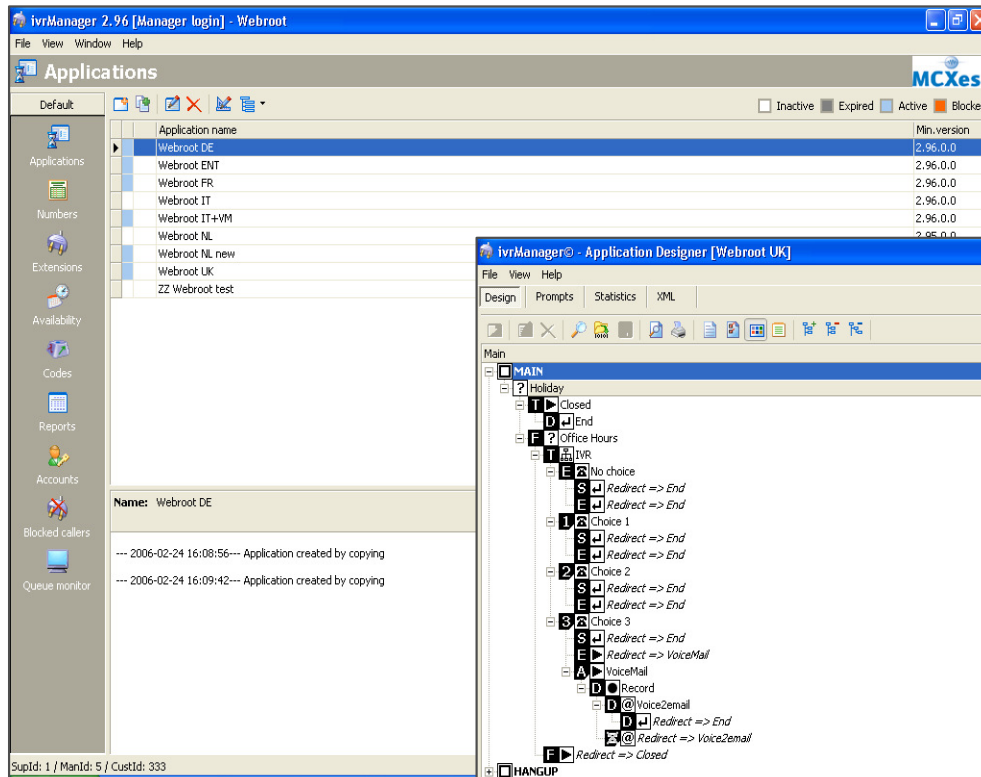 ivrManager 2.96 [Manager login] - Webroot
File View Window Help
Applications
MCXes
Default
Inactive Expired Active Blocke
Application name Min.version
Webroot DE 2.96.0.0
Webroot ENT 2.96.0.0
Webroot FR 2.96.0.0
Webroot IT 2.96.0.0
Webroot IT+VM 2.96.0.0
Webroot NL 2.95.0.0
Webroot NL new
Webroot UK
ZZ Webroot test
Applications
Numbers
Extensions
Availability
Codes
Reports
Accounts
Blocked callers
Queue monitor
Name: Webroot DE
--- 2006-02-24 16:08:56--- Application created by copying
--- 2006-02-24 16:09:42--- Application created by copying
SupId: 1 / ManId: 5 / CustId: 333
ivrManager© - Application Designer [Webroot UK]
File View Help
Design Prompts Statistics XML
Main
MAIN
? Holiday
T Closed
D End
F ? Office Hours
T IVR
E No choice
S Redirect => End
E Redirect => End
1 Choice 1
S Redirect => End
E Redirect => End
2 Choice 2
S Redirect => End
E Redirect => End
3 Choice 3
S Redirect => End
E Redirect => VoiceMail
A VoiceMail
D Record
D @ Voice2email
D Redirect => End
@ Redirect => Voice2email
F Redirect => Closed
HANGUP